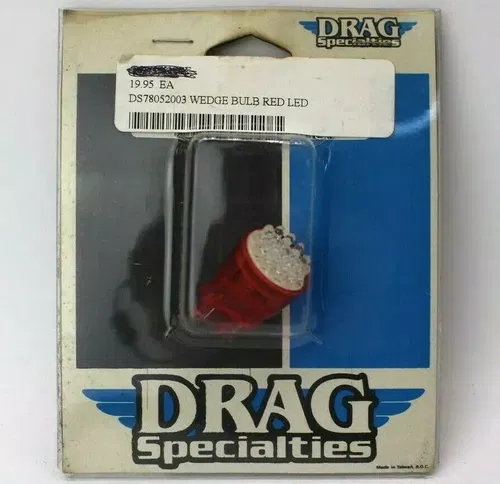 DRAG
Specialties
19.95 EA
DS78052003 WEDGE BULB RED LED
DRAG
Specialties
Made in Taiwan, R.O.C.